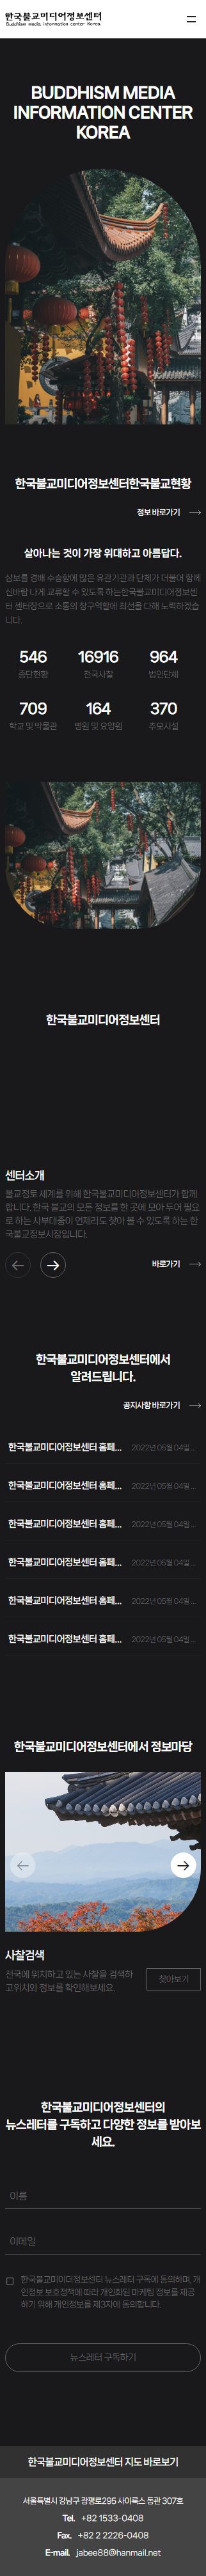 한국불교미디어정보센터
Buddhism media information center Korea
BUDDHISM MEDIA
INFORMATION CENTER
KOREA
한국불교미디어정보센터한국불교현황
정보 바로가기
살아나는 것이 가장 위대하고 아름답다.
삼보를 경배 수승함에 많은 유관기관과 단체가 더불어 함께
신바람 나게 교류할 수 있도록 하는한국불교미디어정보센
터 센터장으로 소통의 창구역할에 최선을 다해 노력하겠습
니다.
546 16916 964
종단현황 전국사찰 법인단체
709 164 370
학교 및 박물관 병원 및 요양원 추모시설
한국불교미디어정보센터
센터소개
불교정토 세계를 위해 한국불교미디어정보센터가 함께
합니다. 한국 불교의 모든 정보를 한 곳에 모아 두어 필요
로 하는 사부대중이 언제라도 찾아 볼 수 있도록 하는 한
국불교정보시장입니다.
바로가기
한국불교미디어정보센터에서
알려드립니다.
공지사항 바로가기
한국불교미디어정보센터 홈페... 2022년 05월 04일...
한국불교미디어정보센터 홈페... 2022년 05월 04일...
한국불교미디어정보센터 홈페... 2022년 05월 04일...
한국불교미디어정보센터 홈페... 2022년 05월 04일...
한국불교미디어정보센터 홈페... 2022년 05월 04일...
한국불교미디어정보센터 홈페... 2022년 05월 04일...
한국불교미디어정보센터에서 정보마당
사찰검색
전국에 위치하고 있는 사찰을 검색하
고위치와 정보를 확인해보세요.
찾아보기
한국불교미디어정보센터의
뉴스레터를 구독하고 다양한 정보를 받아보
세요.
이름
이메일
한국불교미이더정보센터 뉴스레터 구독에 동의하며, 개
인정보 보호정책에 따라 개인화된 마케팅 정보를 제공
하기 위해 개인정보를 제3자에 동의합니다.
뉴스레터 구독하기
한국불교미디어정보센터 지도 바로보기
서울특별시 강남구 광평로295 사이룩스 동관 307호
Tel. +82 1533-0408
Fax. +82 2 2226-0408
E-mail. jabee88@hanmail.net